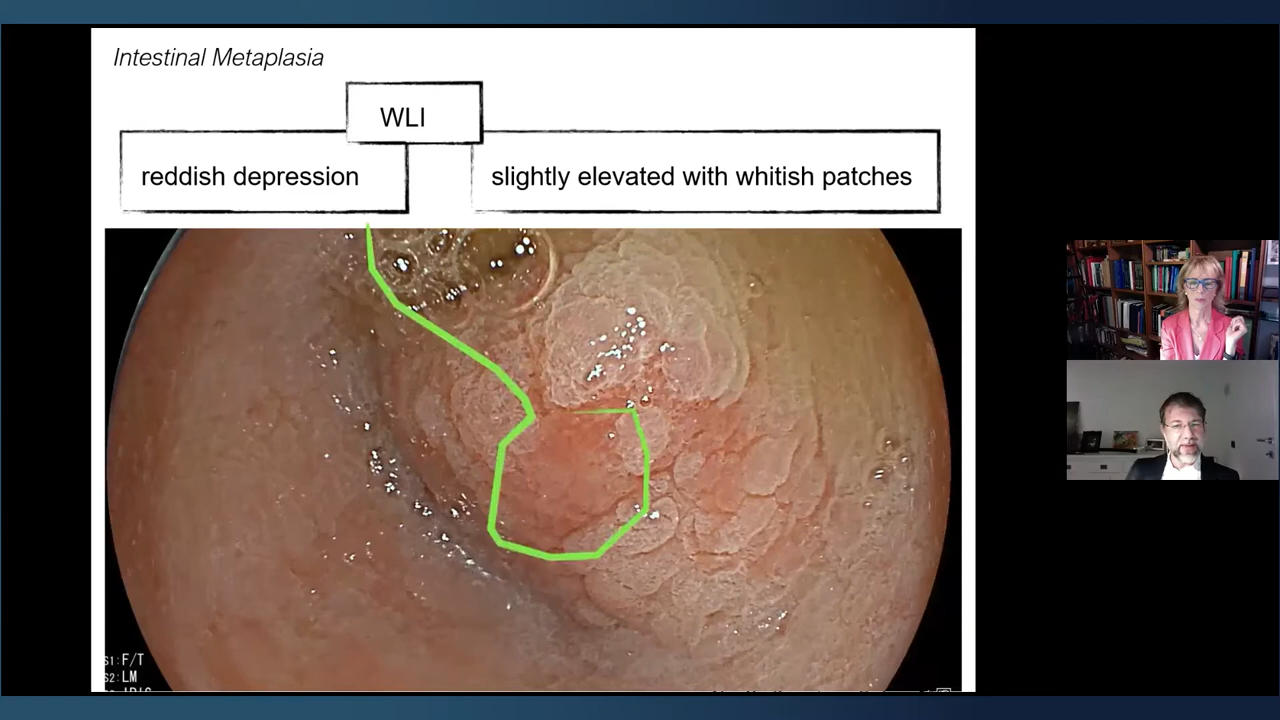 Intestinal Metaplasia
WLI
reddish depression
slightly elevated with whitish patches
S1:F/T
S2:LM